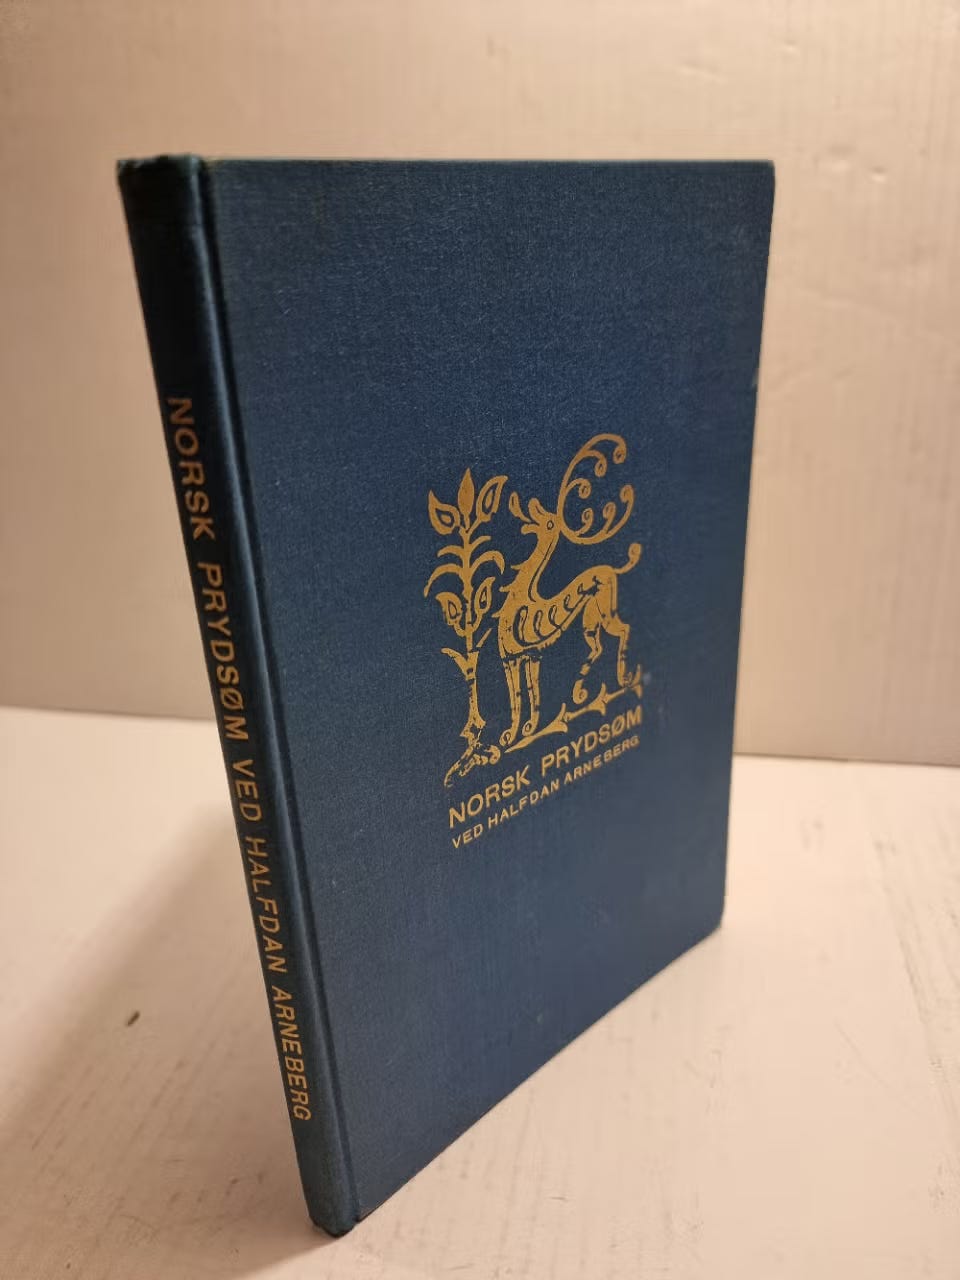 NORSK PRYDSØM VED HALFDAN ARNEBERG
NORSK PRYDSØM
VED HALFDAN ARNEBERG